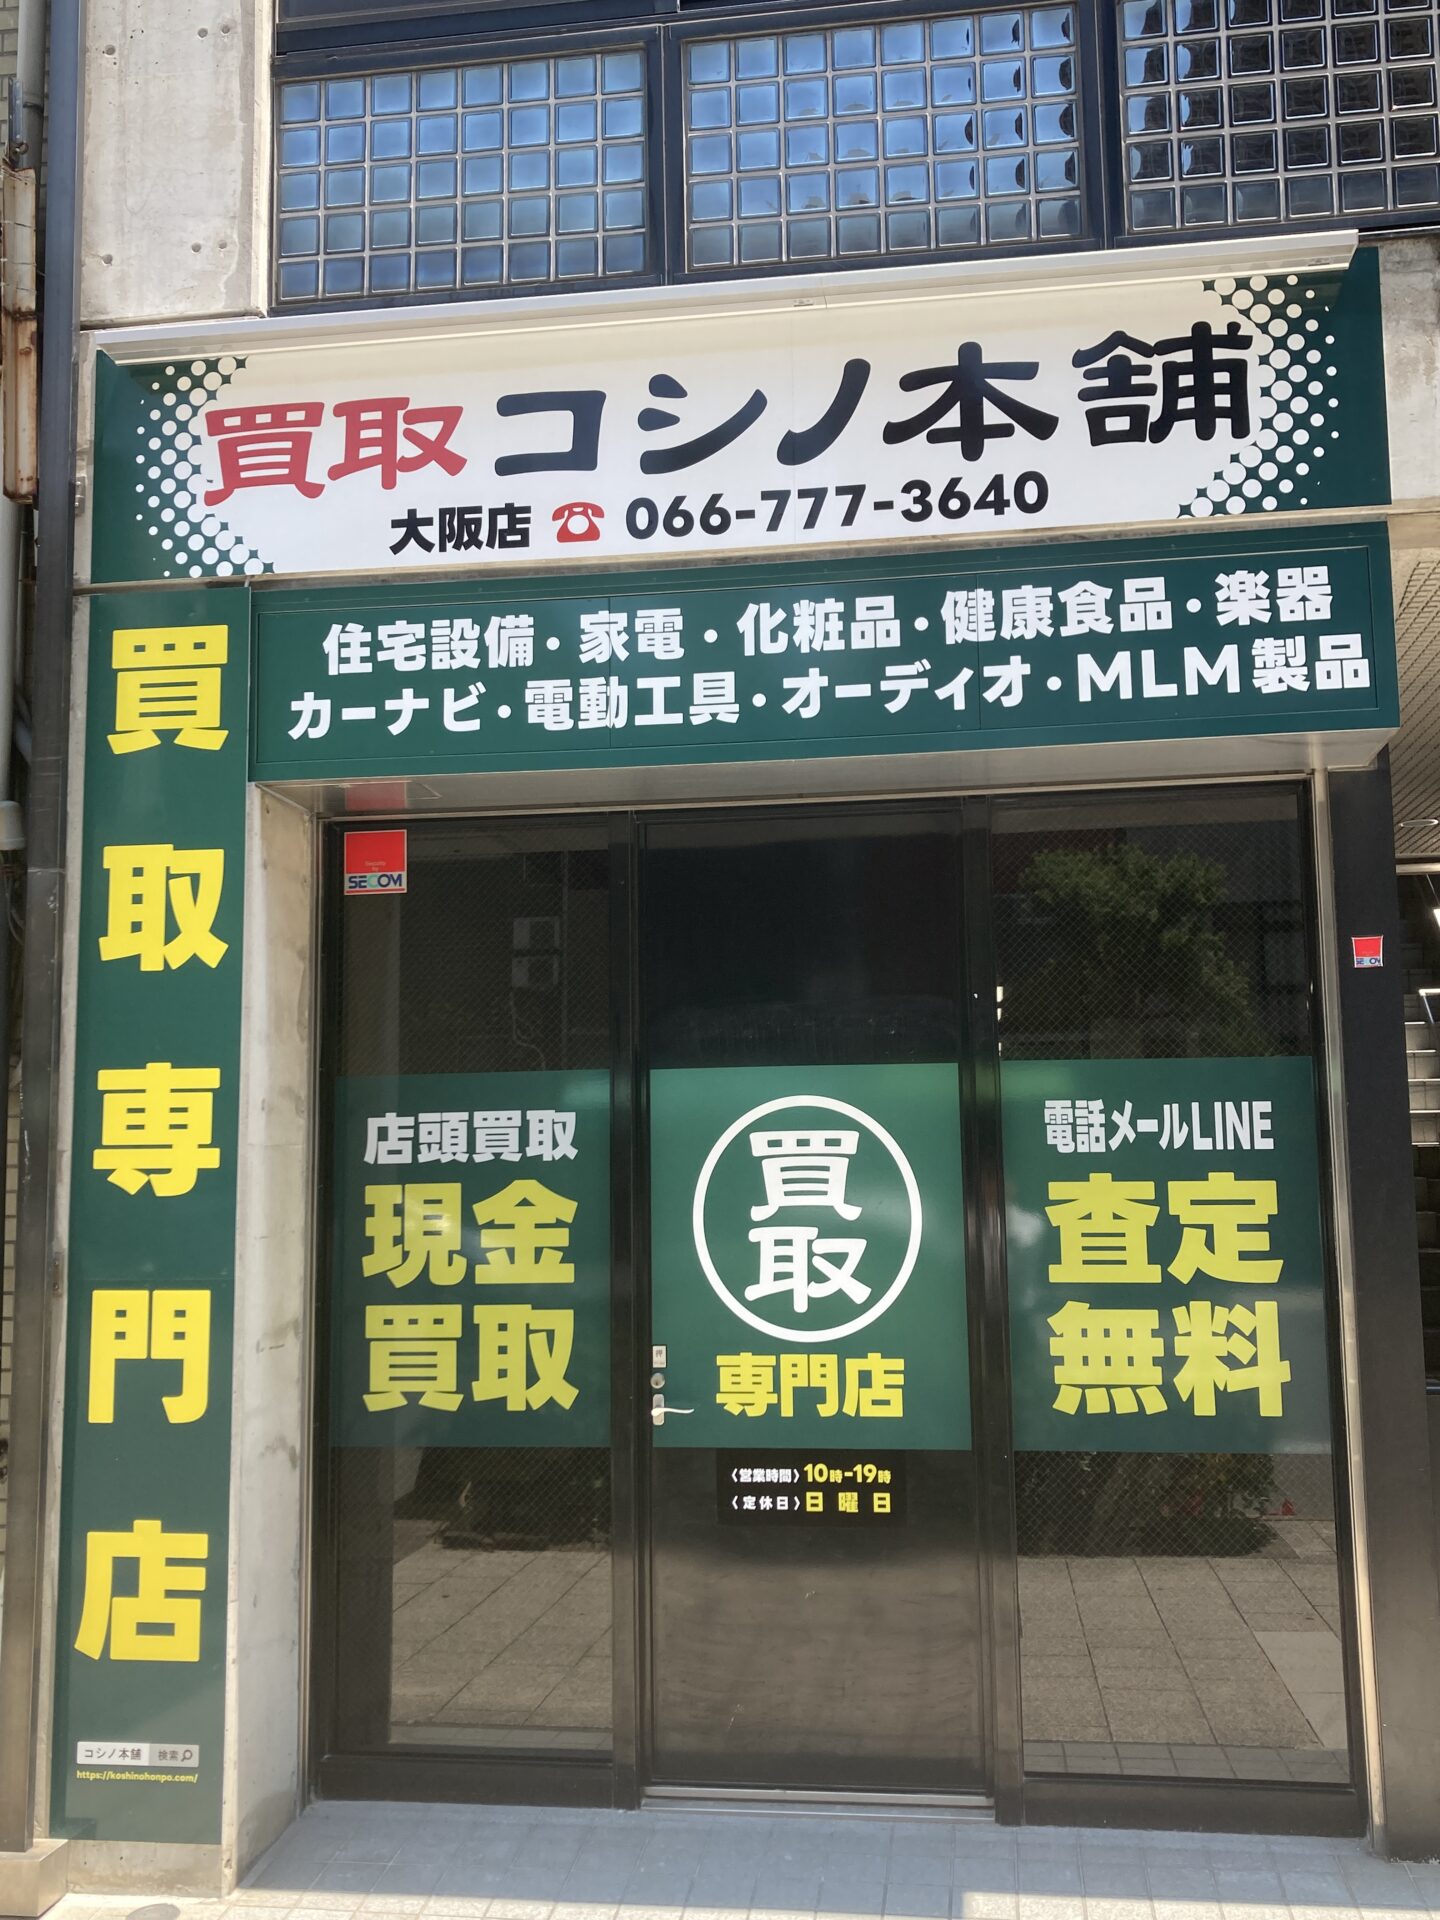 買取コシノ本舗
大阪店 ☎ 066-777-3640
住宅設備・家電・化粧品・健康食品・楽器
カーナビ・電動工具・オーディオ・MLM製品
買取専門店
コシノ本舗 検索
https://koshinohonpo.com/
SECOM
店頭買取
現金
買取
買
取
専門店
〈営業時間〉10時-19時
〈定休日〉日曜日
電話メールLINE
査定
無料
押
SECOM